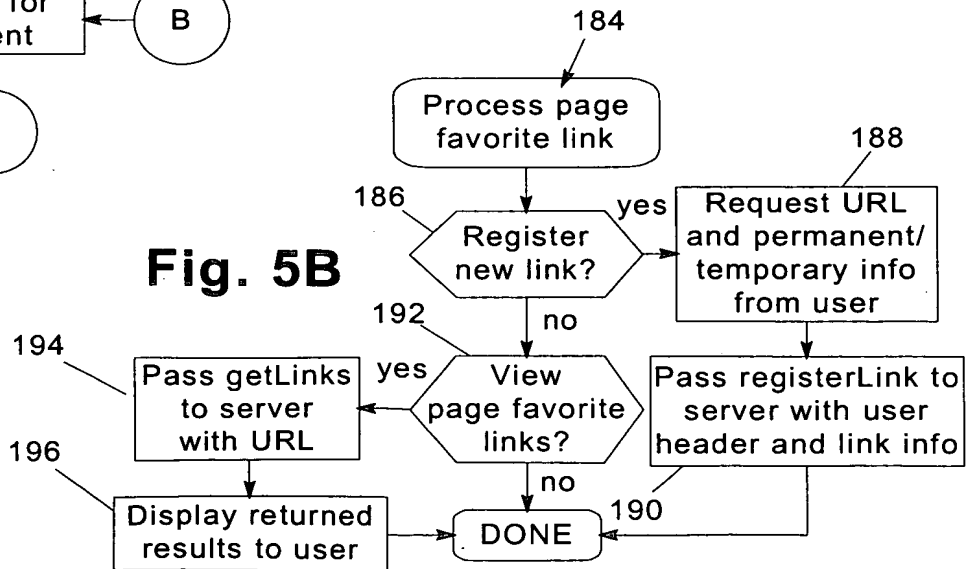 for
B
184
Process page
favorite link
188
186
yes
Request URL
and permanent/
temporary info
from user
Register
new link?
Fig. 5B
no
192
194
yes
View
page favorite
links?
Pass getLinks
to server
with URL
Pass registerLink to
server with user
header and link info
196
no
190
Display returned
results to user
DONE